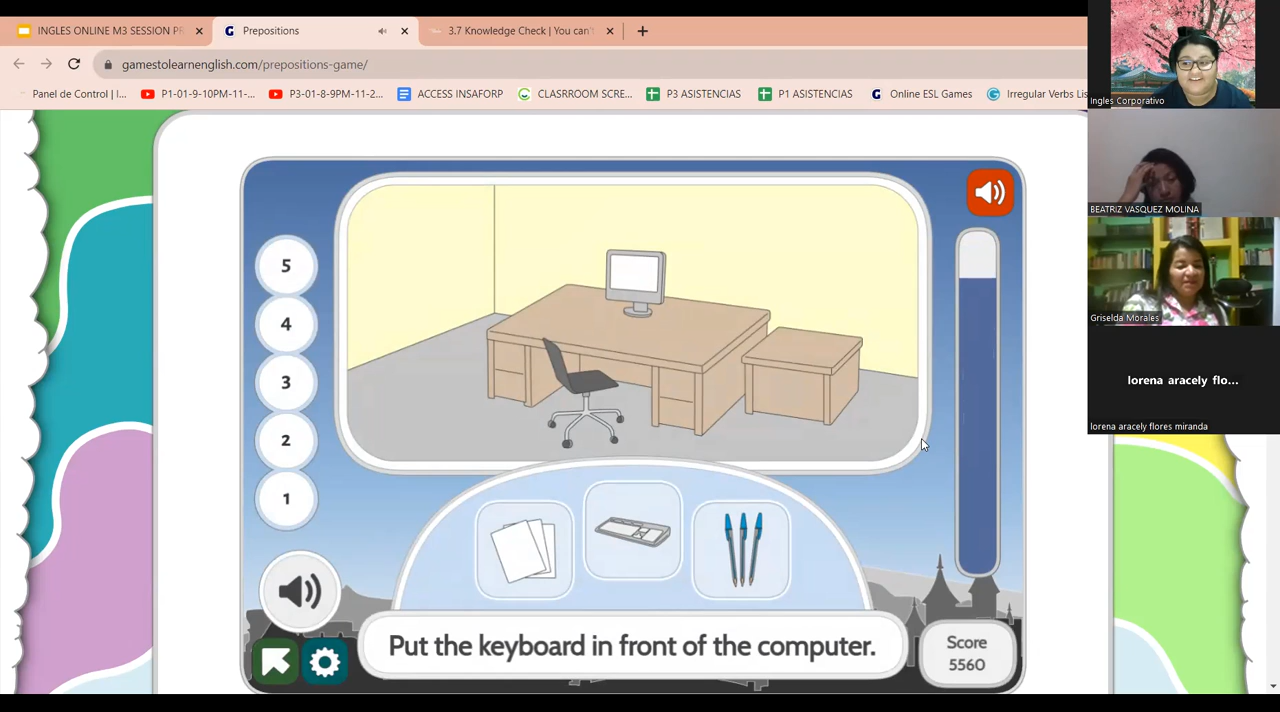 INGLES ONLINE M3 SESSION PR
Prepositions
3.7 Knowledge Check | You can't
gamestolearnenglish.com/prepositions-game/
Panel de Control | I...
P1-01-9-10PM-11-...
P3-01-8-9PM-11-2...
ACCESOS INSAFORP
CLASSROOM SCRE...
P3 ASISTENCIAS
P1 ASISTENCIAS
Online ESL Games
Irregular Verbs Lis
Ingles Corporativo
BEATRIZ VASQUEZ MOLINA
Griselda Morales
lorena aracely flo...
lorena aracely flores miranda
5
4
3
2
1
Put the keyboard in front of the computer.
Score
5560